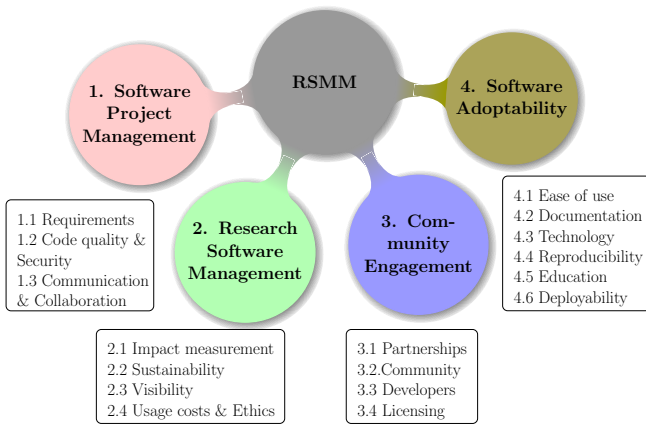 RSMM
1. Software
Project
Management
1.1 Requirements
1.2 Code quality &
Security
1.3 Communication
& Collaboration
2. Research
Software
Management
2.1 Impact measurement
2.2 Sustainability
2.3 Visibility
2.4 Usage costs & Ethics
3. Com-
munity
Engagement
3.1 Partnerships
3.2.Community
3.3 Developers
3.4 Licensing
4. Software
Adoptability
4.1 Ease of use
4.2 Documentation
4.3 Technology
4.4 Reproducibility
4.5 Education
4.6 Deployability